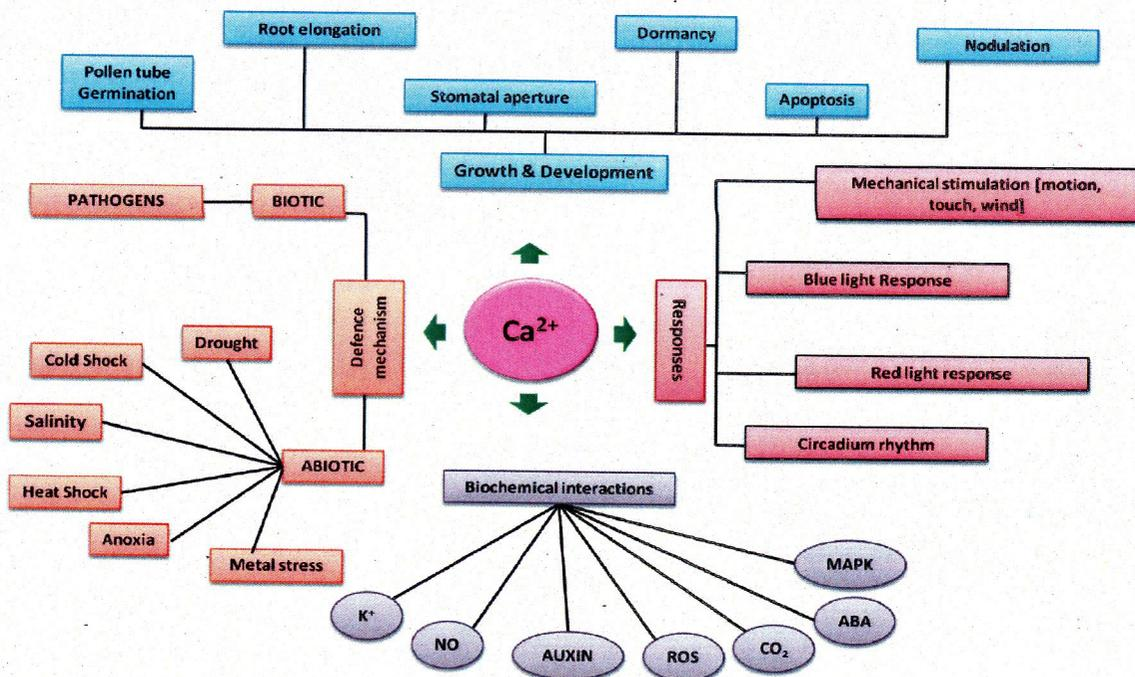 Root elongation
Dormancy
Nodulation
Pollen tube
Germination
Stomatal aperture
Apoptosis
Growth & Development
PATHOGENS
BIOTIC
Mechanical stimulation [motion,
touch, wind]
Blue light Response
Defence
mechanism
Ca²⁺
Responses
Drought
Cold Shock
Red light response
Salinity
Circadium rhythm
ABIOTIC
Heat Shock
Biochemical interactions
Anoxia
Metal stress
MAPK
K⁺
ABA
NO
AUXIN
ROS
CO₂